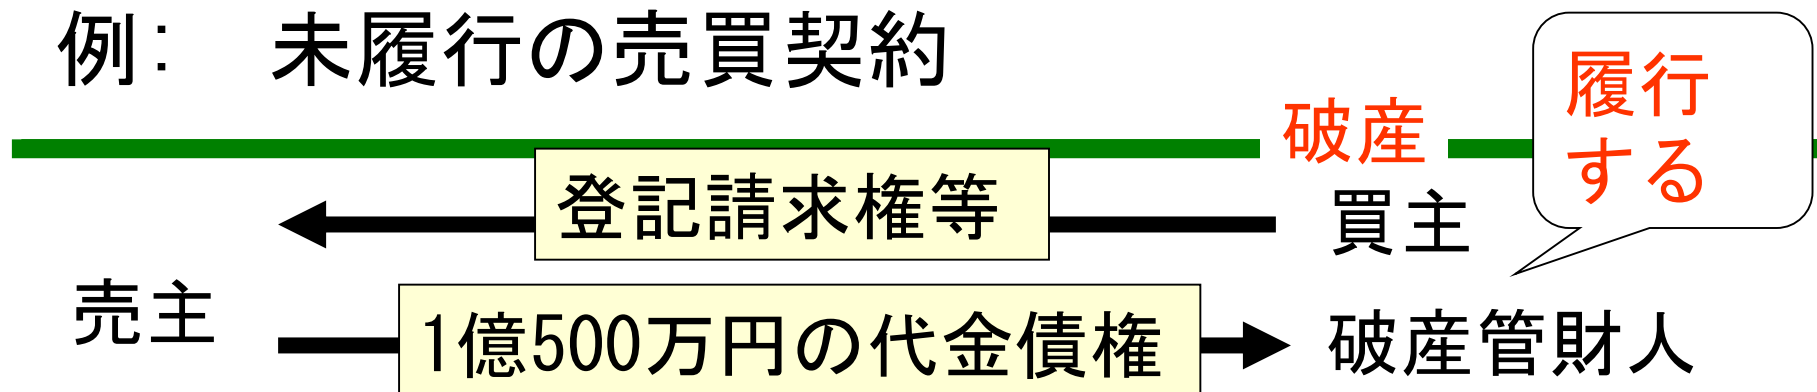 例： 未履行の売買契約
履行
する
破産
登記請求権等
買主
売主
1億500万円の代金債権
破産管財人